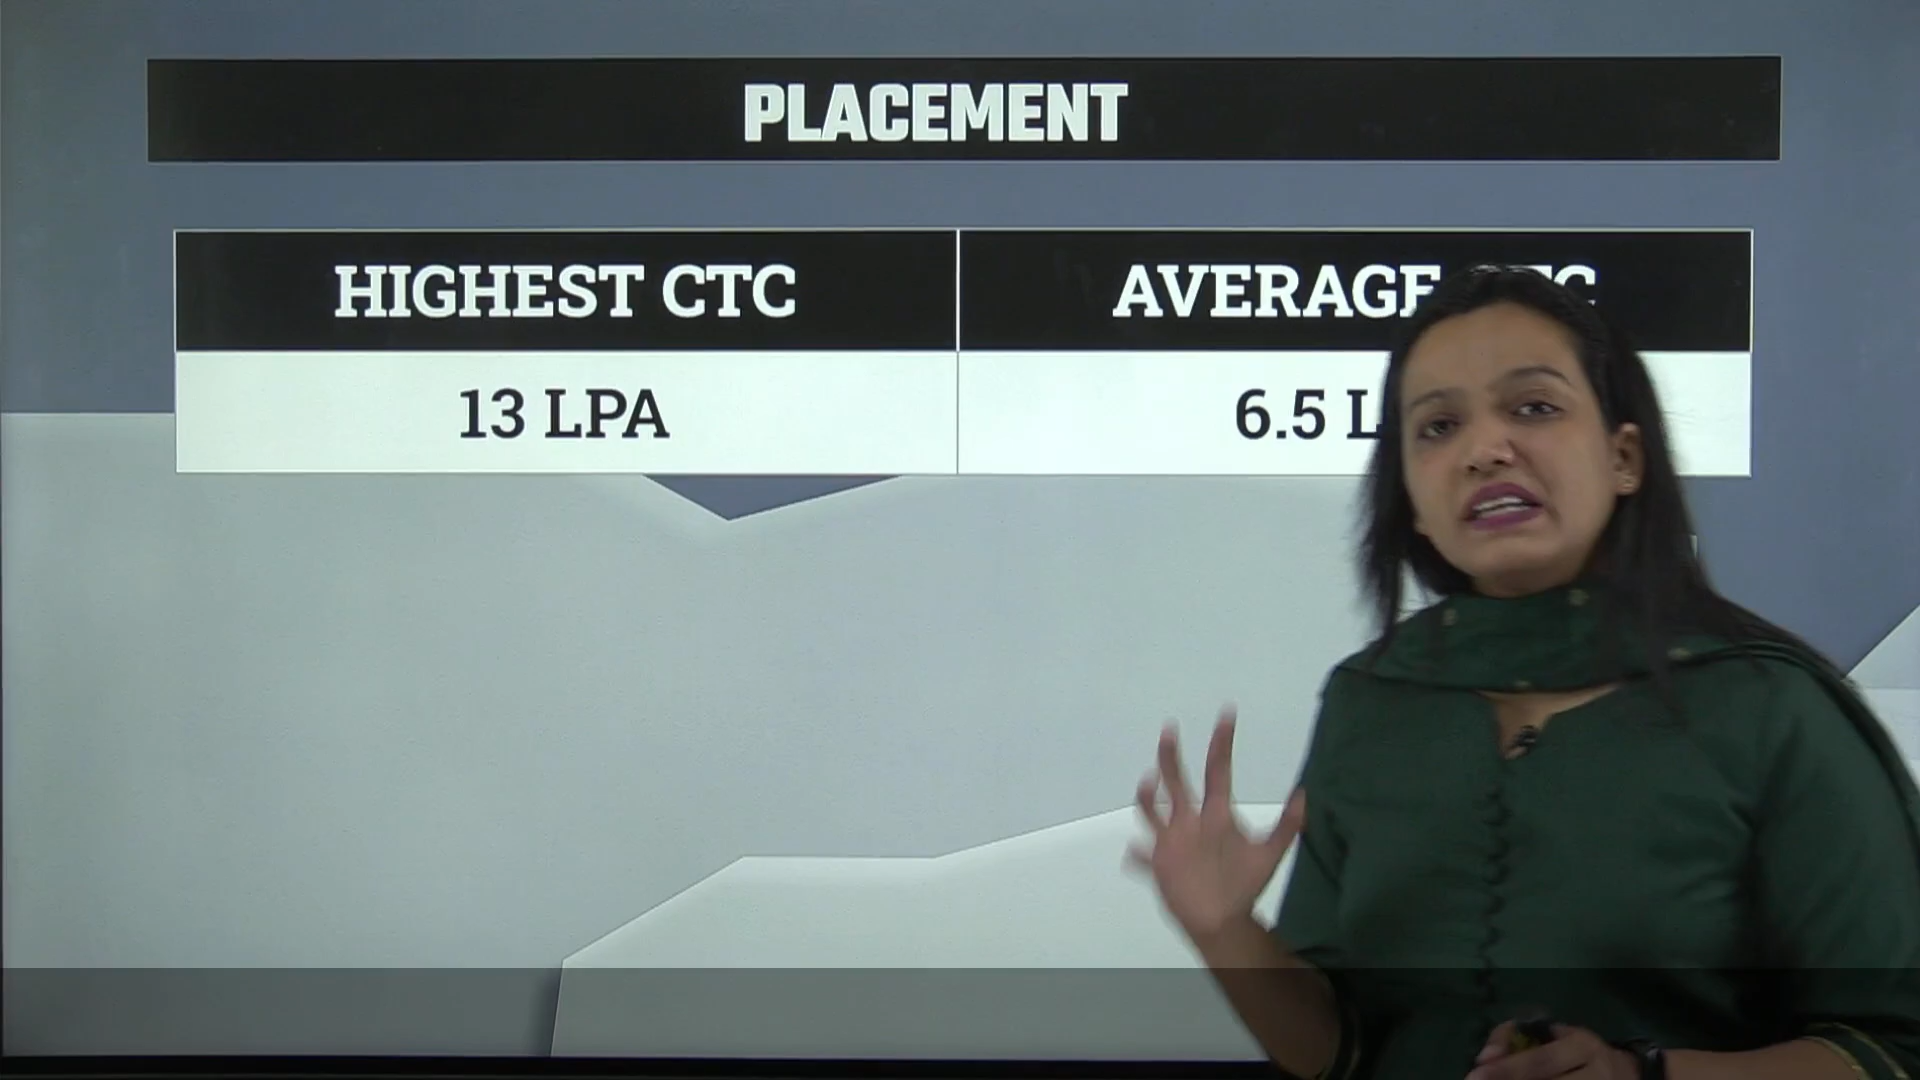 PLACEMENT
HIGHEST CTC
AVERAGE
13 LPA
6.5